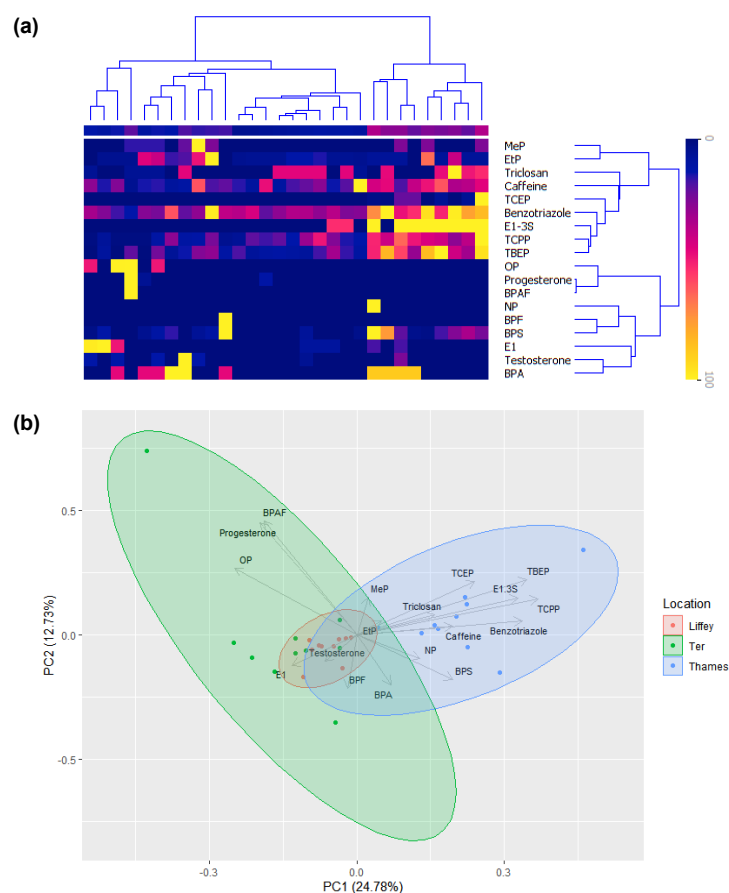 (a)
MeP
EtP
Triclosan
Caffeine
TCEP
Benzotriazole
E1-3S
TCPP
TBEP
OP
Progesterone
BPAF
NP
BPF
BPS
E1
Testosterone
BPA
0
100
(b)
PC2 (12.73%)
0.5
0.0
-0.5
BPAF
Progesterone
OP
MeP
TCEP
TBEP
Triclosan
E1.3S
TCPP
EtP
Caffeine
Benzotriazole
Testosterone
NP
E1
BPF
BPS
BPA
-0.3
0.0
0.3
PC1 (24.78%)
Location
Liffey
Ter
Thames